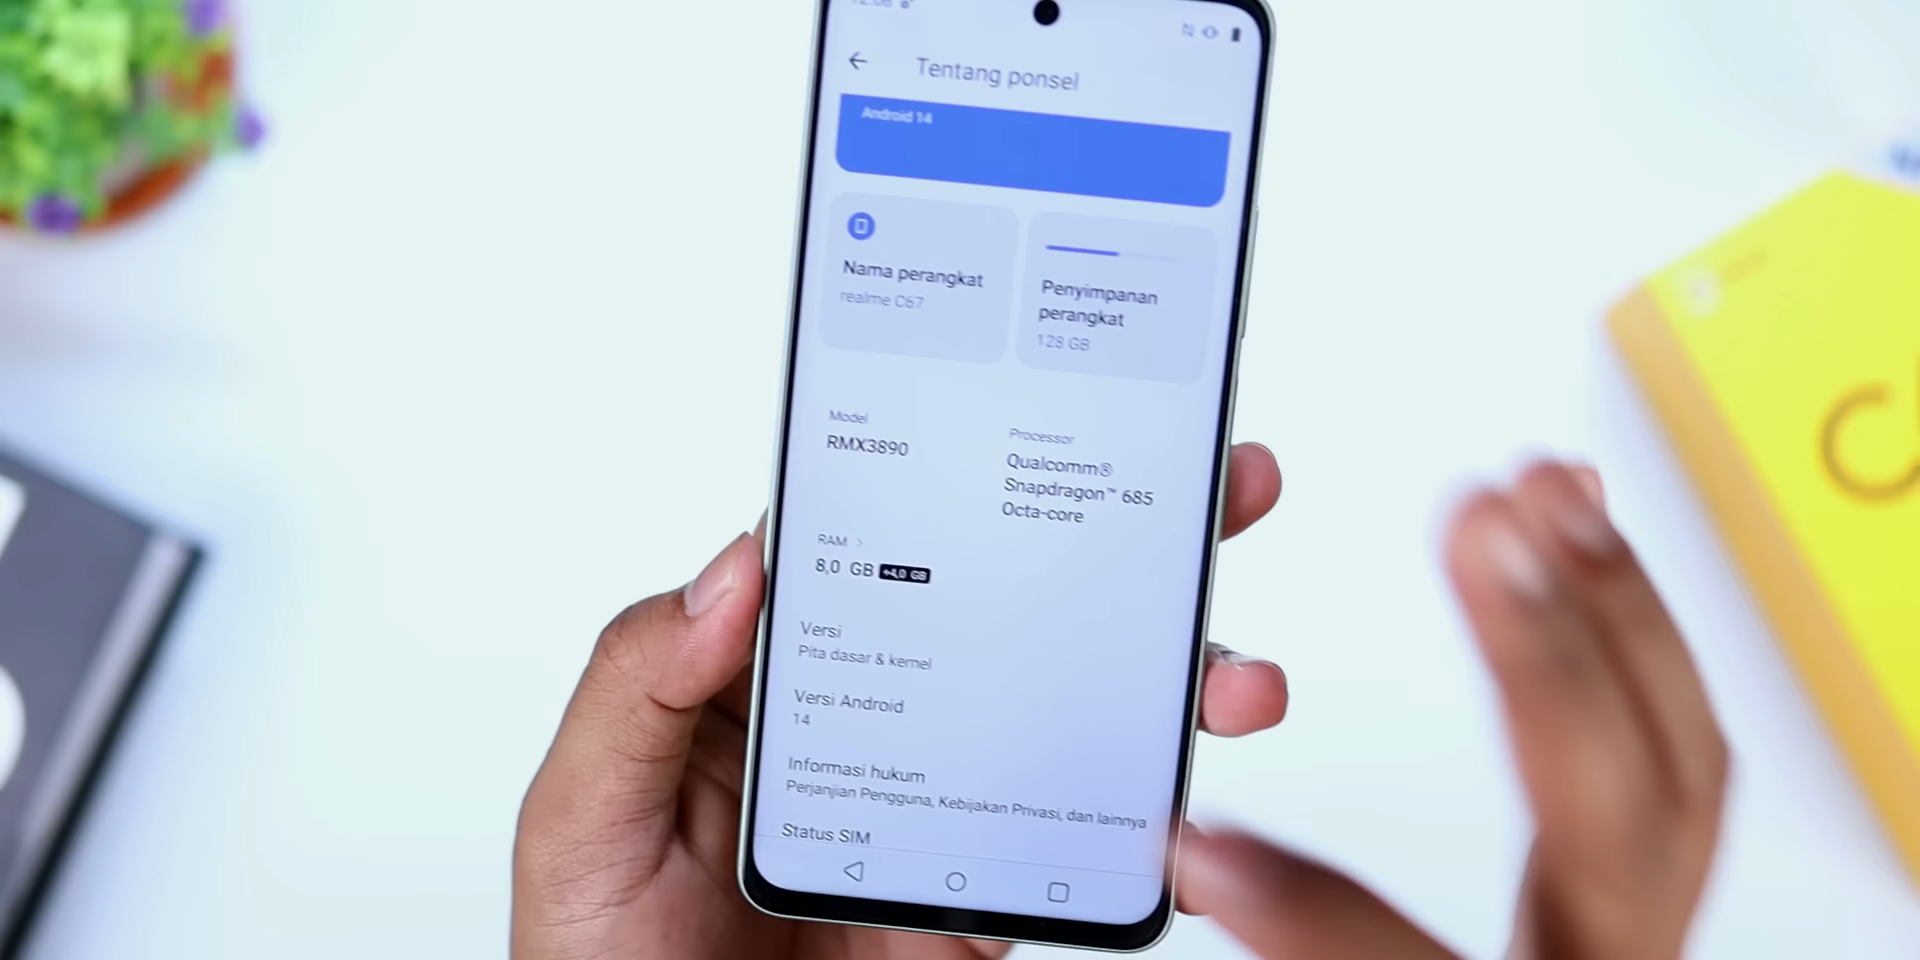 Tentang ponsel
Android 14
Nama perangkat
realme C67
Penyimpanan
perangkat
128 GB
Model
RMX3890
Processor
Qualcomm®
Snapdragon™ 685
Octa-core
RAM >
8,0 GB +4,0 GB
Versi
Pita dasar & kernel
Versi Android
14
Informasi hukum
Perjanjian Pengguna, Kebijakan Privasi, dan lainnya
Status SIM